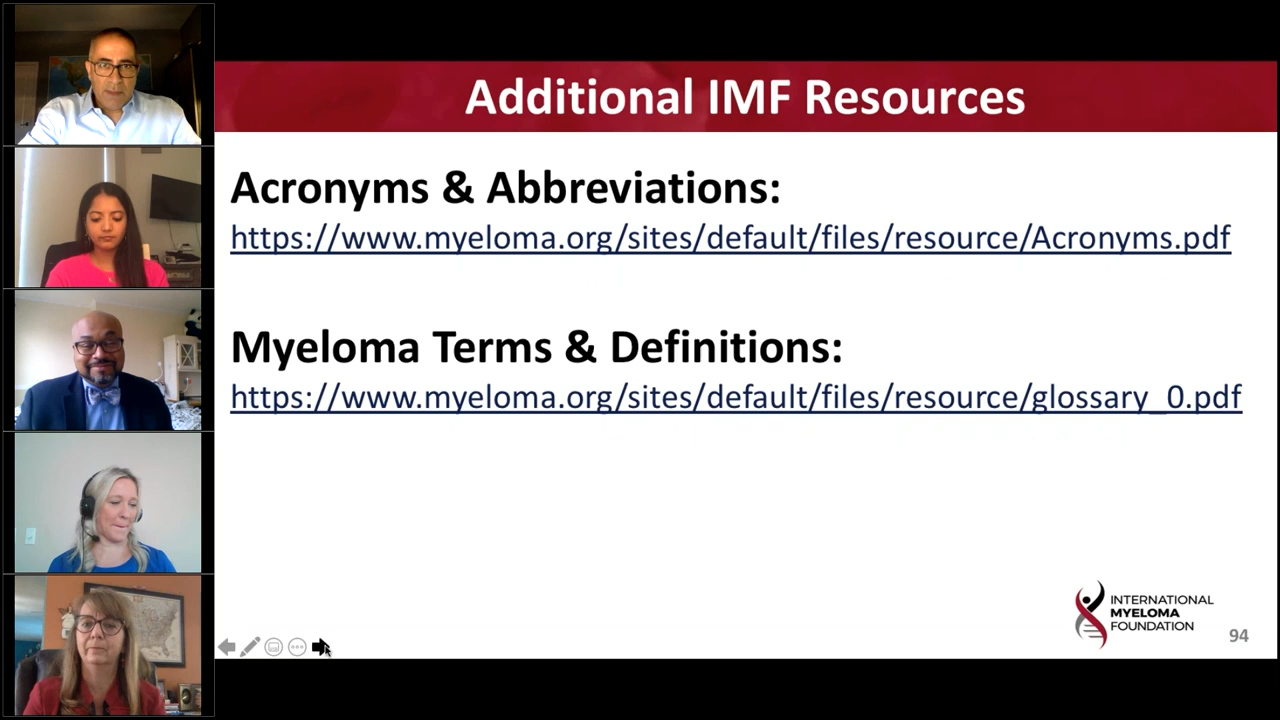 Additional IMF Resources
Acronyms & Abbreviations:
https://www.myeloma.org/sites/default/files/resource/Acronyms.pdf
Myeloma Terms & Definitions:
https://www.myeloma.org/sites/default/files/resource/glossary_0.pdf
INTERNATIONAL
MYELOMA
FOUNDATION
94